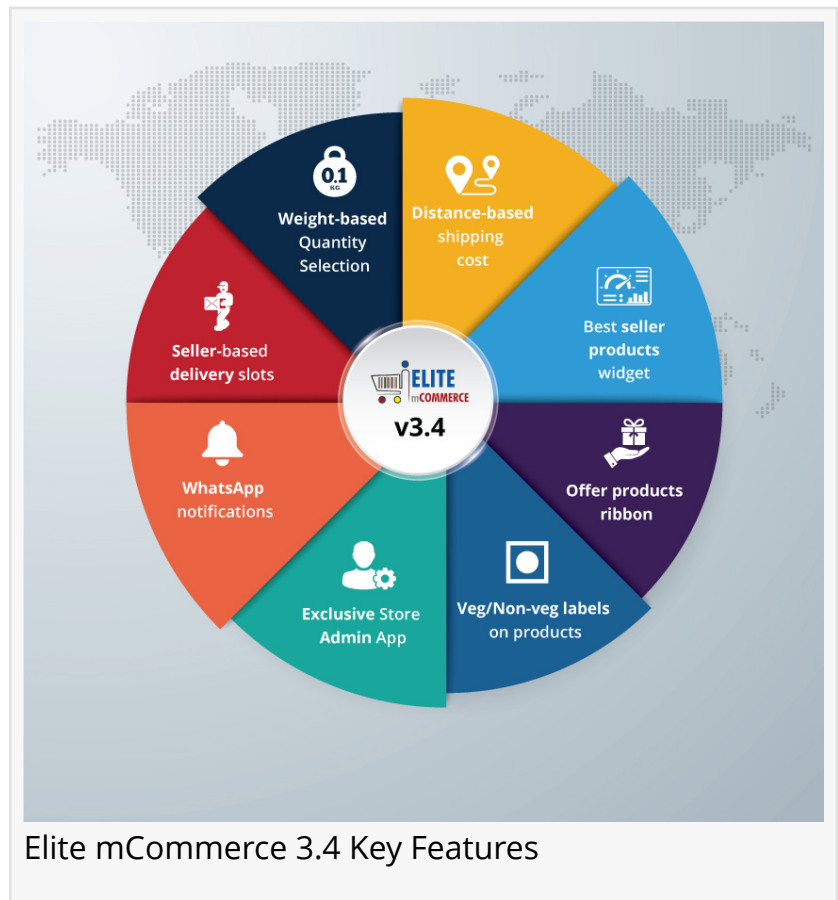 0.1
KG
Weight-based
Quantity
Selection
Distance-based
shipping
cost
Best seller
products
widget
Offer products
ribbon
Veg/Non-veg labels
on products
Exclusive Store
Admin App
WhatsApp
notifications
Seller-based
delivery slots
ELITE
mCOMMERCE
v3.4
Elite mCommerce 3.4 Key Features